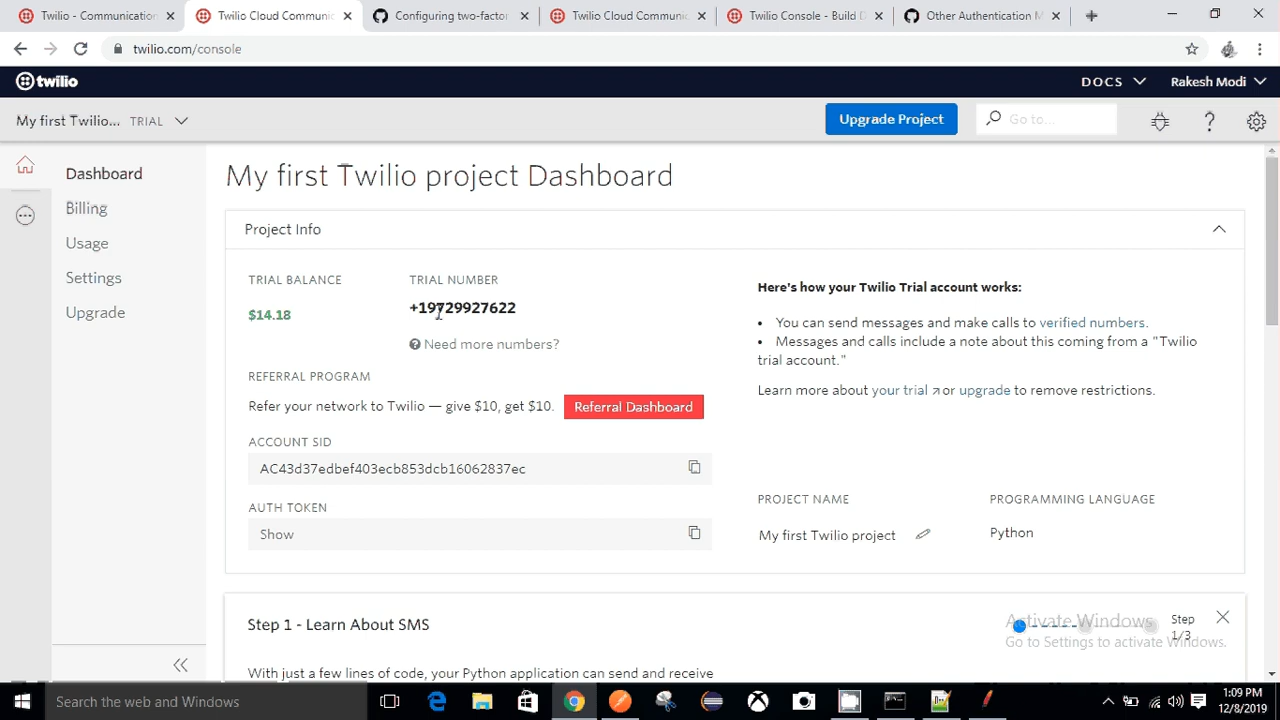 Twilio - Communication
Twilio Cloud Communic
Configuring two-facto
Twilio Cloud Communic
Twilio Console - Build D
Other Authentication M
twilio.com/console
twilio
DOCS
Rakesh Modi
My first Twilio... TRIAL
Upgrade Project
Go to...
Dashboard
Billing
Usage
Settings
Upgrade
My first Twilio project Dashboard
Project Info
TRIAL BALANCE
$14.18
TRIAL NUMBER
+19729927622
Need more numbers?
REFERRAL PROGRAM
Refer your network to Twilio — give $10, get $10.
Referral Dashboard
ACCOUNT SID
AC43d37edbef403ecb853dcb16062837ec
AUTH TOKEN
Show
Here's how your Twilio Trial account works:
• You can send messages and make calls to verified numbers.
• Messages and calls include a note about this coming from a "Twilio
trial account."
Learn more about your trial or upgrade to remove restrictions.
PROJECT NAME
My first Twilio project
PROGRAMMING LANGUAGE
Python
Step 1 - Learn About SMS
Step
1/3
With just a few lines of code, your Python application can send and receive
Activate Windows
Go to Settings to activate Windows.
Search the web and Windows
1:09 PM
12/8/2019